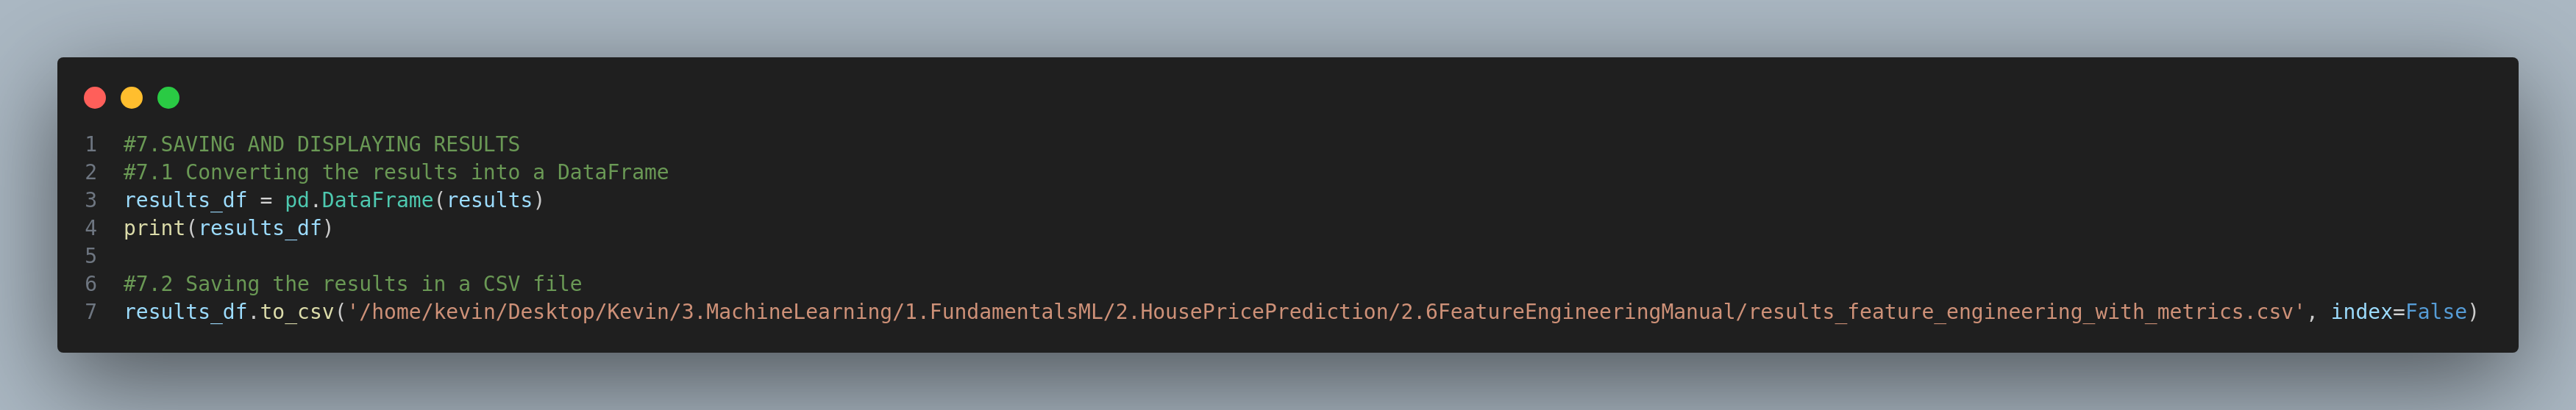 1 #7.SAVING AND DISPLAYING RESULTS
2 #7.1 Converting the results into a DataFrame
3 results_df = pd.DataFrame(results)
4 print(results_df)
5
6 #7.2 Saving the results in a CSV file
7 results_df.to_csv('/home/kevin/Desktop/Kevin/3.MachineLearning/1.FundamentalsML/2.HousePricePrediction/2.6FeatureEngineeringManual/results_feature_engineering_with_metrics.csv', index=False)